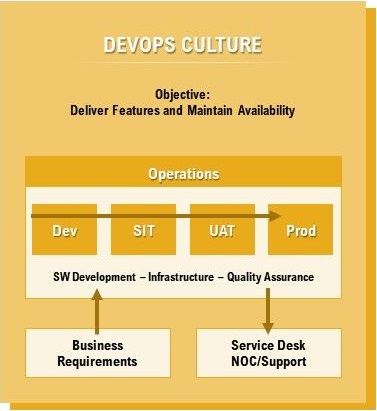 DEVOPS CULTURE
Objective:
Deliver Features and Maintain Availability
Operations
Dev SIT UAT Prod
SW Development – Infrastructure – Quality Assurance
Business
Requirements
Service Desk
NOC/Support